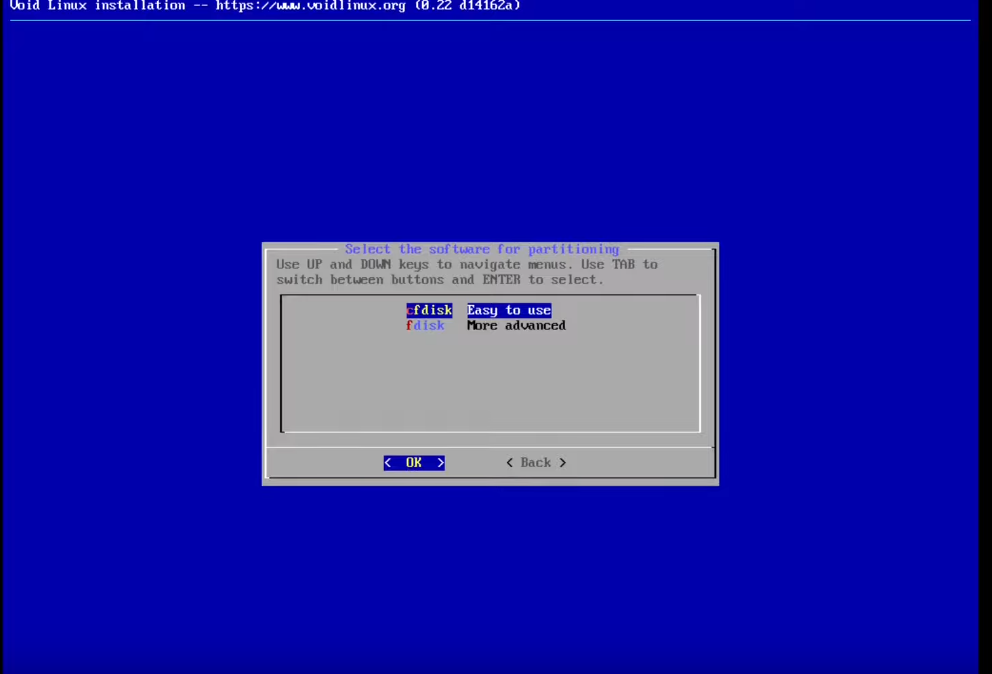 Void Linux installation -- https://www.voidlinux.org (0.22 d14162a)
Select the software for partitioning
Use UP and DOWN keys to navigate menus. Use TAB to
switch between buttons and ENTER to select.
cfdisk Easy to use
fdisk More advanced
< OK > < Back >